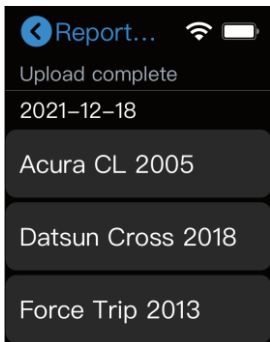 Report...
Upload complete
2021-12-18
Acura CL 2005
Datsun Cross 2018
Force Trip 2013